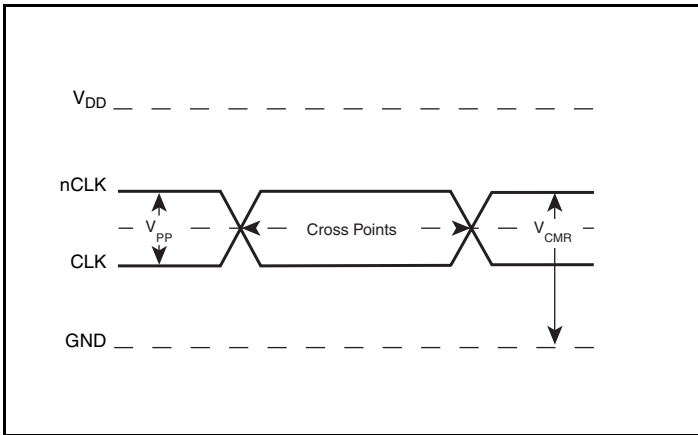 VDD
nCLK
VPP
Cross Points
VCMR
CLK
GND